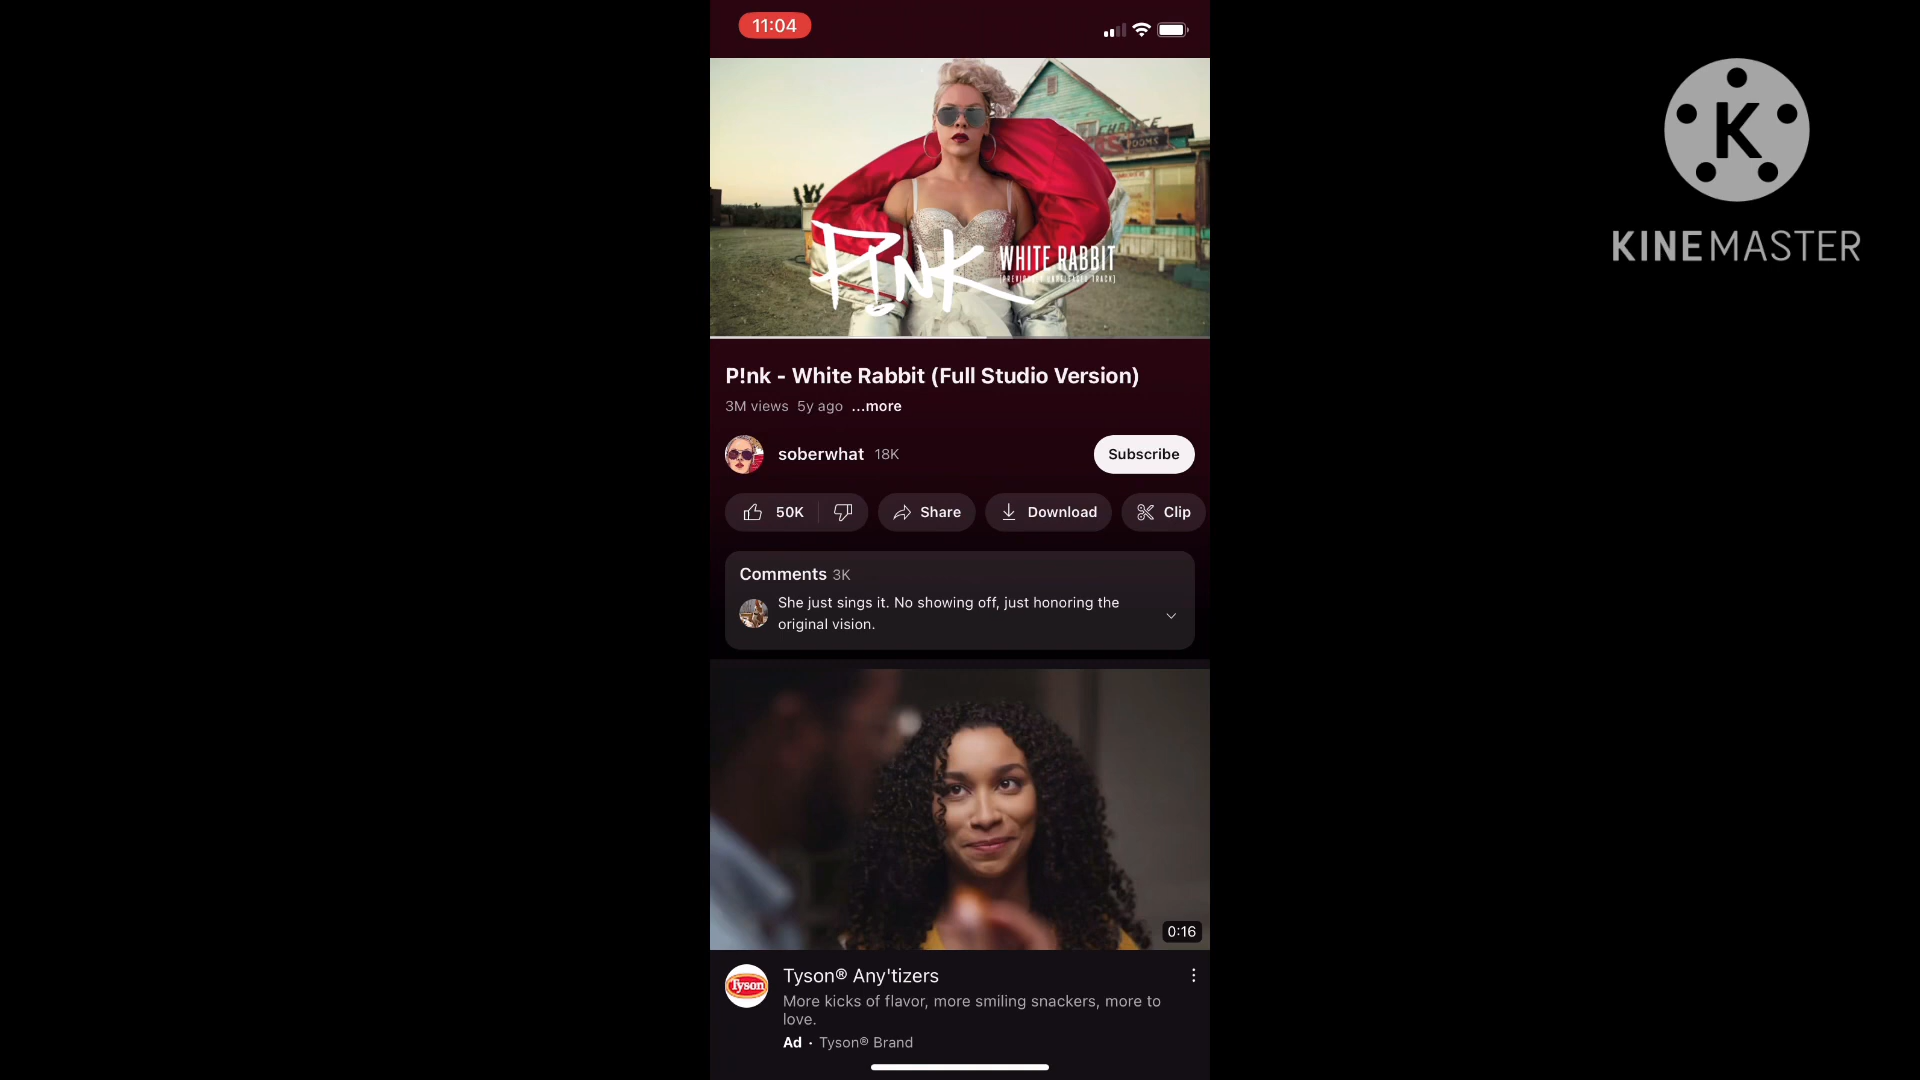 11:04
CHANCE
ROOMS
P!NK
WHITE RABBIT
P!nk - White Rabbit (Full Studio Version)
3M views 5y ago ...more
soberwhat 18K
Subscribe
50K
Share
Download
Clip
Comments 3K
She just sings it. No showing off, just honoring the
original vision.
0:16
Tyson
Tyson® Any'tizers
More kicks of flavor, more smiling snackers, more to
love.
Ad • Tyson® Brand
K
KINEMASTER